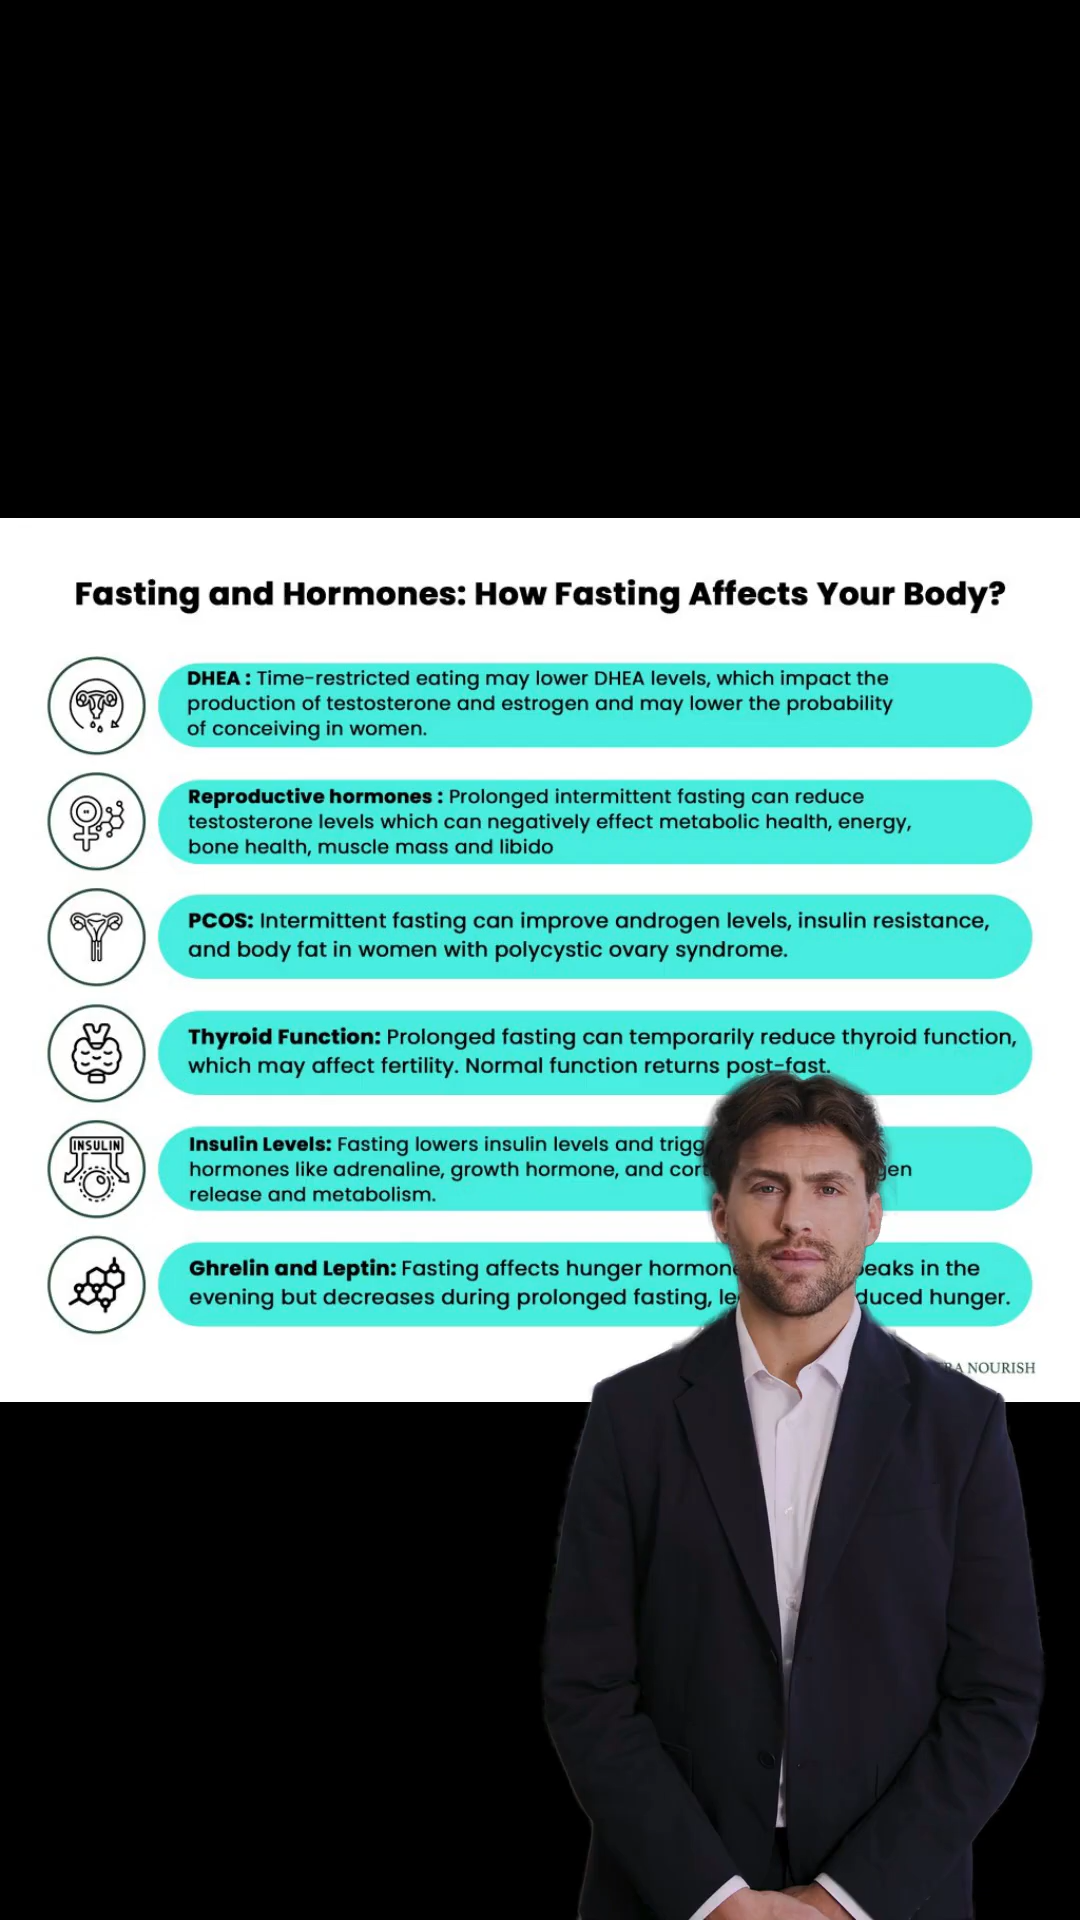 Fasting and Hormones: How Fasting Affects Your Body?
DHEA : Time-restricted eating may lower DHEA levels, which impact the
production of testosterone and estrogen and may lower the probability
of conceiving in women.
Reproductive hormones : Prolonged intermittent fasting can reduce
testosterone levels which can negatively effect metabolic health, energy,
bone health, muscle mass and libido
PCOS: Intermittent fasting can improve androgen levels, insulin resistance,
and body fat in women with polycystic ovary syndrome.
Thyroid Function: Prolonged fasting can temporarily reduce thyroid function,
which may affect fertility. Normal function returns post-fast.
INSULIN
Insulin Levels: Fasting lowers insulin levels and
hormones like adrenaline, growth hormone, and
release and metabolism.
Ghrelin and Leptin: Fasting affects hunger in the
evening but decreases during prolonged fasting, hunger.
NOURISH